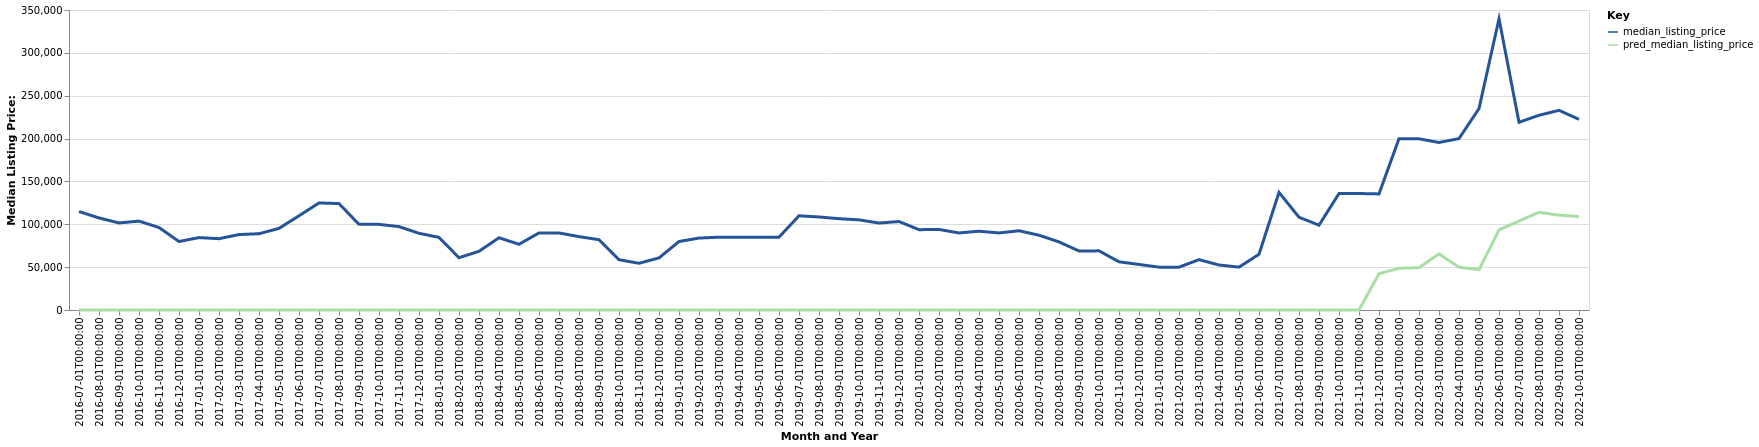 350,000
300,000
250,000
200,000
150,000
100,000
50,000
0
Median Listing Price:
2016-07-01T00:00:00
2016-08-01T00:00:00
2016-09-01T00:00:00
2016-10-01T00:00:00
2016-11-01T00:00:00
2016-12-01T00:00:00
2017-01-01T00:00:00
2017-02-01T00:00:00
2017-03-01T00:00:00
2017-04-01T00:00:00
2017-05-01T00:00:00
2017-06-01T00:00:00
2017-07-01T00:00:00
2017-08-01T00:00:00
2017-09-01T00:00:00
2017-10-01T00:00:00
2017-11-01T00:00:00
2017-12-01T00:00:00
2018-01-01T00:00:00
2018-02-01T00:00:00
2018-03-01T00:00:00
2018-04-01T00:00:00
2018-05-01T00:00:00
2018-06-01T00:00:00
2018-07-01T00:00:00
2018-08-01T00:00:00
2018-09-01T00:00:00
2018-10-01T00:00:00
2018-11-01T00:00:00
2018-12-01T00:00:00
2019-01-01T00:00:00
2019-02-01T00:00:00
2019-03-01T00:00:00
2019-04-01T00:00:00
2019-05-01T00:00:00
2019-06-01T00:00:00
2019-07-01T00:00:00
2019-08-01T00:00:00
2019-09-01T00:00:00
2019-10-01T00:00:00
2019-11-01T00:00:00
2019-12-01T00:00:00
2020-01-01T00:00:00
2020-02-01T00:00:00
2020-03-01T00:00:00
2020-04-01T00:00:00
2020-05-01T00:00:00
2020-06-01T00:00:00
2020-07-01T00:00:00
2020-08-01T00:00:00
2020-09-01T00:00:00
2020-10-01T00:00:00
2020-11-01T00:00:00
2020-12-01T00:00:00
2021-01-01T00:00:00
2021-02-01T00:00:00
2021-03-01T00:00:00
2021-04-01T00:00:00
2021-05-01T00:00:00
2021-06-01T00:00:00
2021-07-01T00:00:00
2021-08-01T00:00:00
2021-09-01T00:00:00
2021-10-01T00:00:00
2021-11-01T00:00:00
2021-12-01T00:00:00
2022-01-01T00:00:00
2022-02-01T00:00:00
2022-03-01T00:00:00
2022-04-01T00:00:00
2022-05-01T00:00:00
2022-06-01T00:00:00
2022-07-01T00:00:00
2022-08-01T00:00:00
2022-09-01T00:00:00
2022-10-01T00:00:00
Month and Year
Key
median_listing_price
pred_median_listing_price